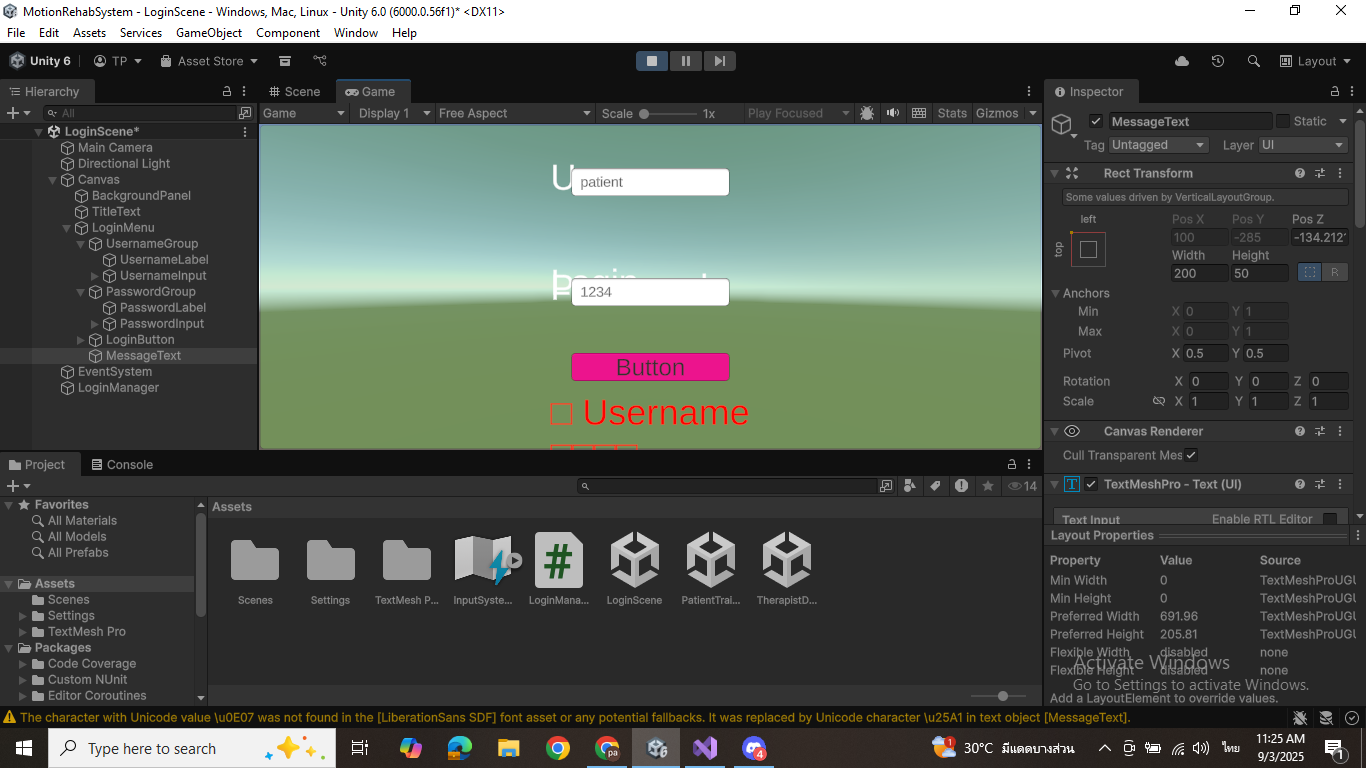 MotionRehabSystem - LoginScene - Windows, Mac, Linux - Unity 6.0 (6000.0.56f1)* <DX11>
File Edit Assets Services GameObject Component Window Help
Unity 6 TP Asset Store Layout
Hierarchy
All
LoginScene*
Main Camera
Directional Light
Canvas
BackgroundPanel
TitleText
LoginMenu
UsernameGroup
UsernameLabel
UsernameInput
PasswordGroup
PasswordLabel
PasswordInput
LoginButton
MessageText
EventSystem
LoginManager
Scene Game
Game Display 1 Free Aspect Scale 1x Play Focused Stats Gizmos
U
patient
1234
Button
□ Username
Inspector
MessageText Static
Tag Untagged Layer UI
Rect Transform
Some values driven by VerticalLayoutGroup.
left Pos X Pos Y Pos Z
top 100 -285 -134.212
Width Height
200 50 R
Anchors
Min X 0 Y 1
Max X 0 Y 1
Pivot X 0.5 Y 0.5
Rotation X 0 Y 0 Z 0
Scale X 1 Y 1 Z 1
Canvas Renderer
Cull Transparent Mes
TextMeshPro - Text (UI)
Text Input Enable RTL Editor
Layout Properties
Property Value Source
Min Width 0 TextMeshProUGU
Min Height 0 TextMeshProUGU
Preferred Width 691.96 TextMeshProUGU
Preferred Height 205.81 TextMeshProUGU
Flexible Width disabled none
Flexible Height disabled none
Add a LayoutElement to override values.
Activate Windows
Go to Settings to activate Windows.
Project Console
14
Favorites
All Materials
All Models
All Prefabs
Assets
Scenes
Settings
TextMesh Pro
Packages
Code Coverage
Custom NUnit
Editor Coroutines
Assets
Scenes
Settings
TextMesh P...
InputSyste...
LoginMana...
LoginScene
PatientTrai...
TherapistD...
The character with Unicode value \u0E07 was not found in the [LiberationSans SDF] font asset or any potential fallbacks. It was replaced by Unicode character \u25A1 in text object [MessageText].
Type here to search
pa
4
1
30°C มีแดดบางส่วน
ไทย
11:25 AM
9/3/2025
1